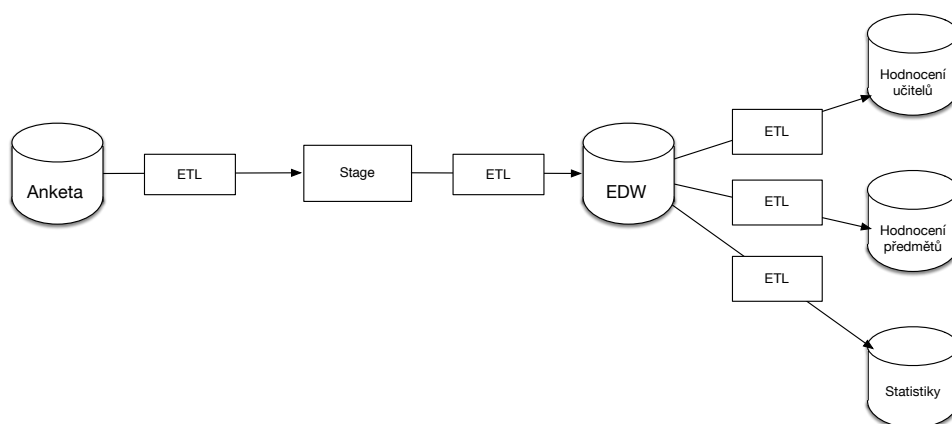 Anketa
ETL
Stage
ETL
EDW
ETL
Hodnocení
učitelů
ETL
Hodnocení
předmětů
ETL
Statistiky